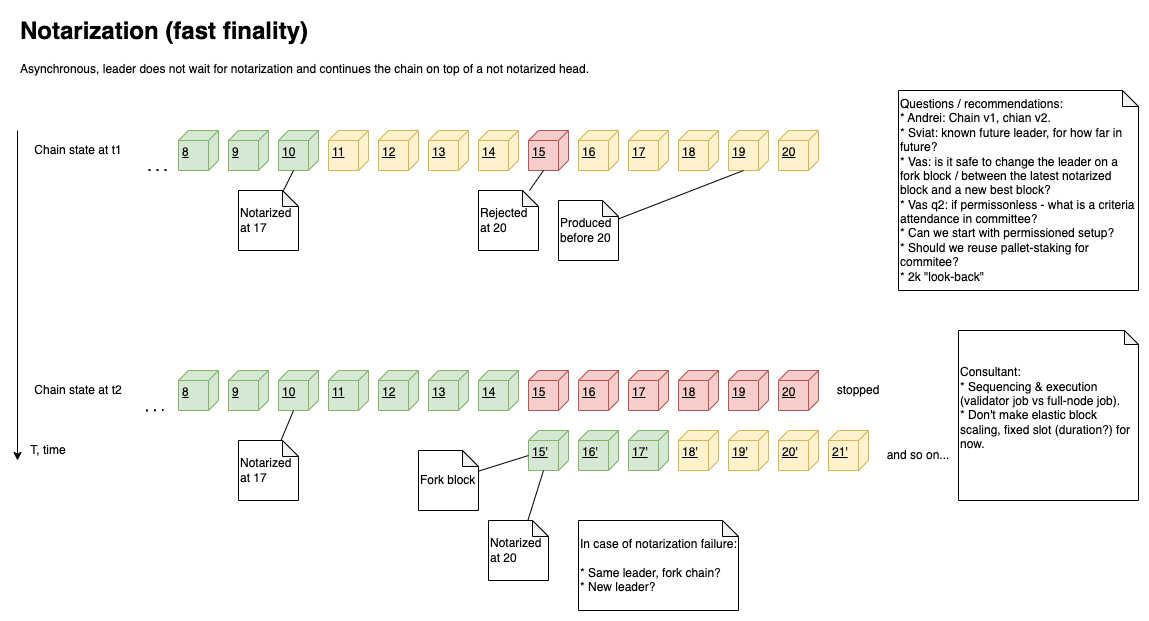 Notarization (fast finality)
Asynchronous, leader does not wait for notarization and continues the chain on top of a not notarized head.
Chain state at t1
...
8
9
10
11
12
13
14
15
16
17
18
19
20
Notarized
at 17
Rejected
at 20
Produced
before 20
Questions / recommendations:
* Andrei: Chain v1, chian v2.
* Sviat: known future leader, for how far in
future?
* Vas: is it safe to change the leader on a
fork block / between the latest notarized
block and a new best block?
* Vas q2: if permissonless - what is a criteria
attendance in committee?
* Can we start with permissioned setup?
* Should we reuse pallet-staking for
commitee?
* 2k "look-back"
Chain state at t2
...
8
9
10
11
12
13
14
15
16
17
18
19
20
stopped
T, time
Notarized
at 17
Fork block
15'
16'
17'
18'
19'
20'
21'
and so on...
Notarized
at 20
In case of notarization failure:
* Same leader, fork chain?
* New leader?
Consultant:
* Sequencing & execution
(validator job vs full-node job).
* Don't make elastic block
scaling, fixed slot (duration?) for
now.